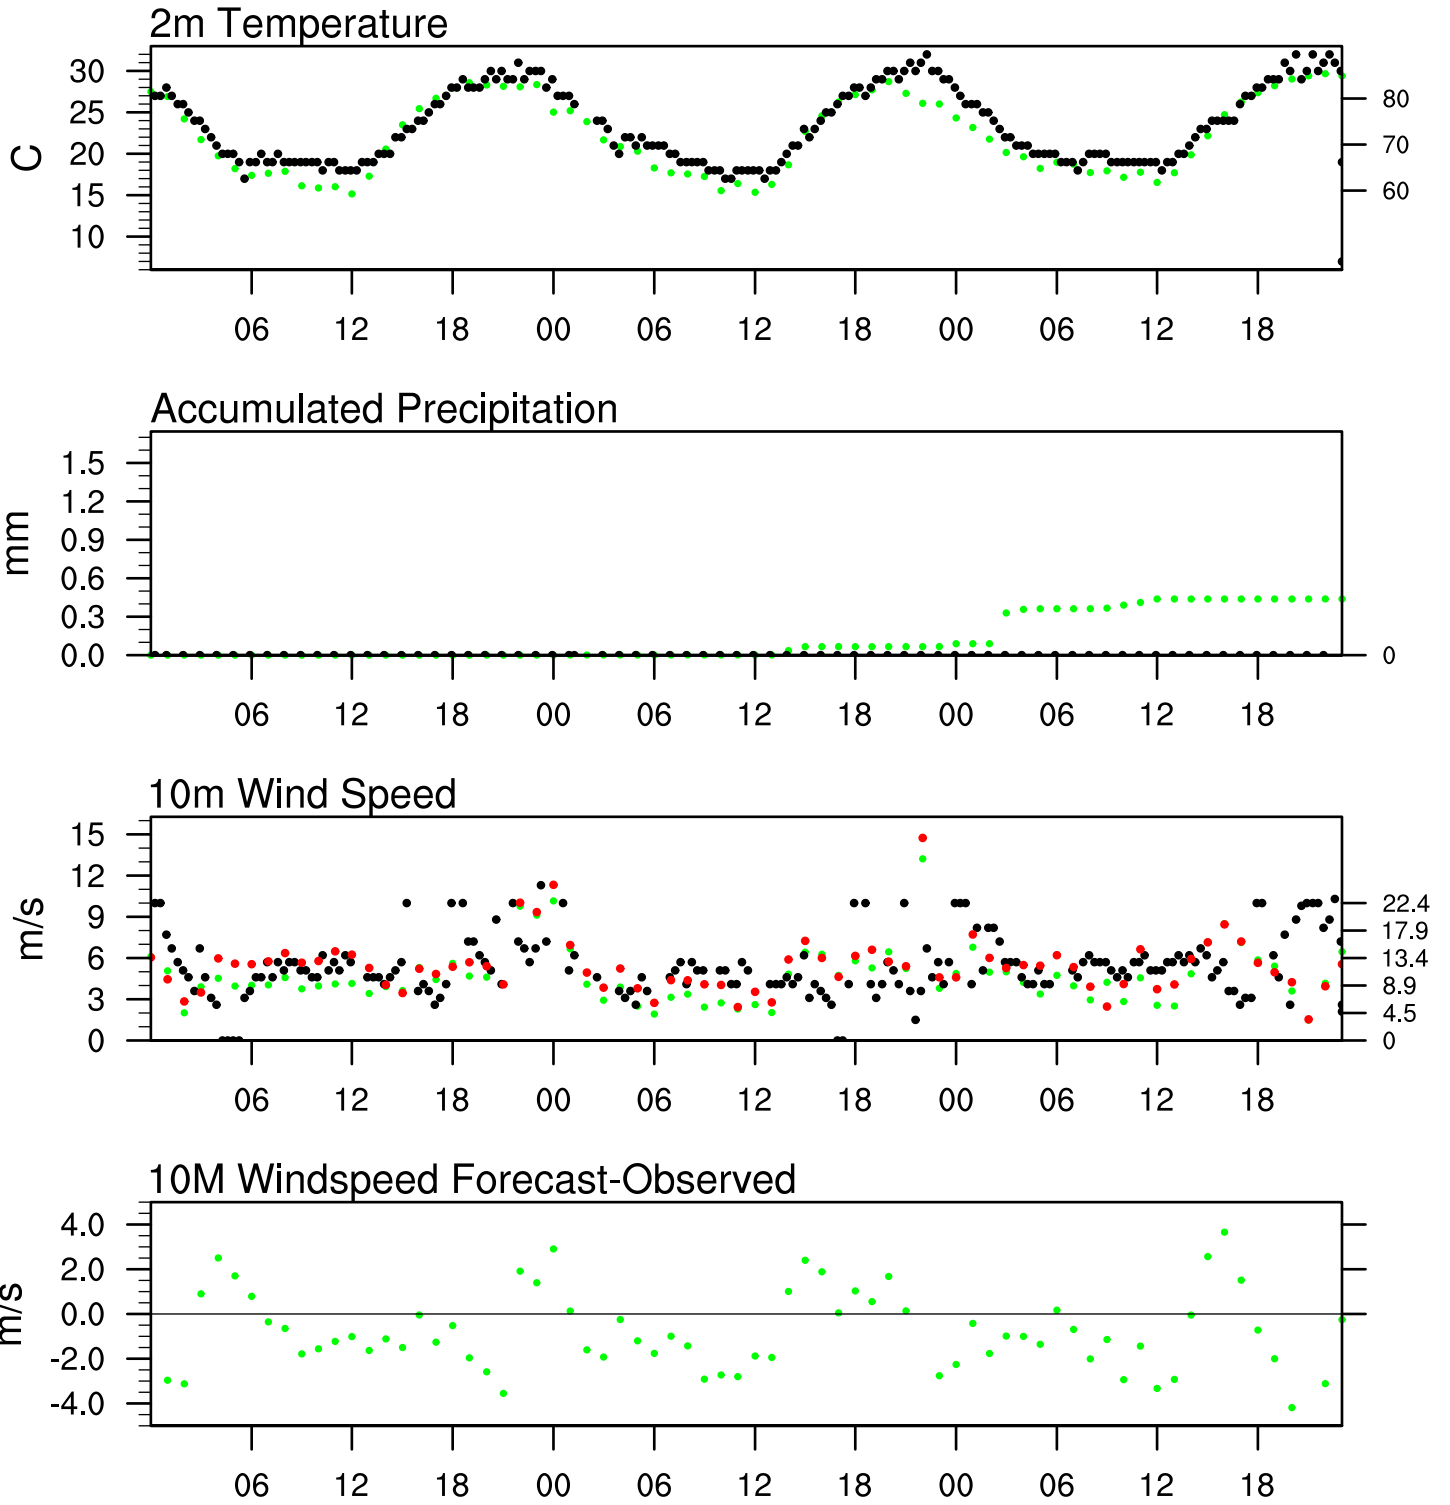 2m Temperature
C
30
25
20
15
10
80
70
60
06 12 18 00 06 12 18 00 06 12 18
Accumulated Precipitation
mm
1.5
1.2
0.9
0.6
0.3
0.0
0
06 12 18 00 06 12 18 00 06 12 18
10m Wind Speed
m/s
15
12
9
6
3
0
22.4
17.9
13.4
8.9
4.5
0
06 12 18 00 06 12 18 00 06 12 18
10M Windspeed Forecast-Observed
m/s
4.0
2.0
0.0
-2.0
-4.0
06 12 18 00 06 12 18 00 06 12 18